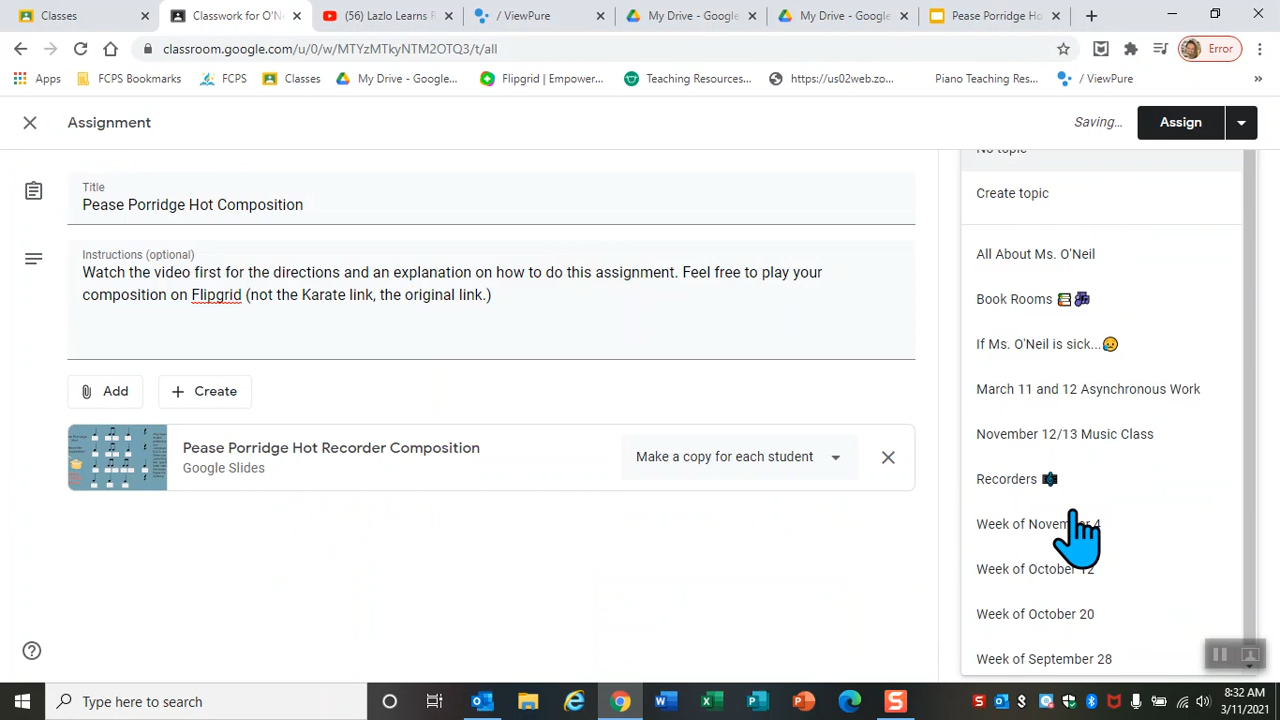 Classes
Classwork for O'N
(56) Lazlo Learns R
/ ViewPure
My Drive - Google
My Drive - Google
Pease Porridge Ho
classroom.google.com/u/0/w/MTYzMTkyNTM2OTQ3/t/all
Error
Apps
FCPS Bookmarks
FCPS
Classes
My Drive - Google...
Flipgrid | Empower...
Teaching Resources...
https://us02web.zo...
Piano Teaching Res...
/ ViewPure
»
Assignment
Saving...
Assign
Title
Pease Porridge Hot Composition
Instructions (optional)
Watch the video first for the directions and an explanation on how to do this assignment. Feel free to play your
composition on Flipgrid (not the Karate link, the original link.)
Add
Create
Pease Porridge Hot Recorder Composition
Google Slides
Make a copy for each student
No topic
Create topic
All About Ms. O'Neil
Book Rooms
If Ms. O'Neil is sick...
March 11 and 12 Asynchronous Work
November 12/13 Music Class
Recorders
Week of November 4
Week of October 12
Week of October 20
Week of September 28
Type here to search
8:32 AM
3/11/2021